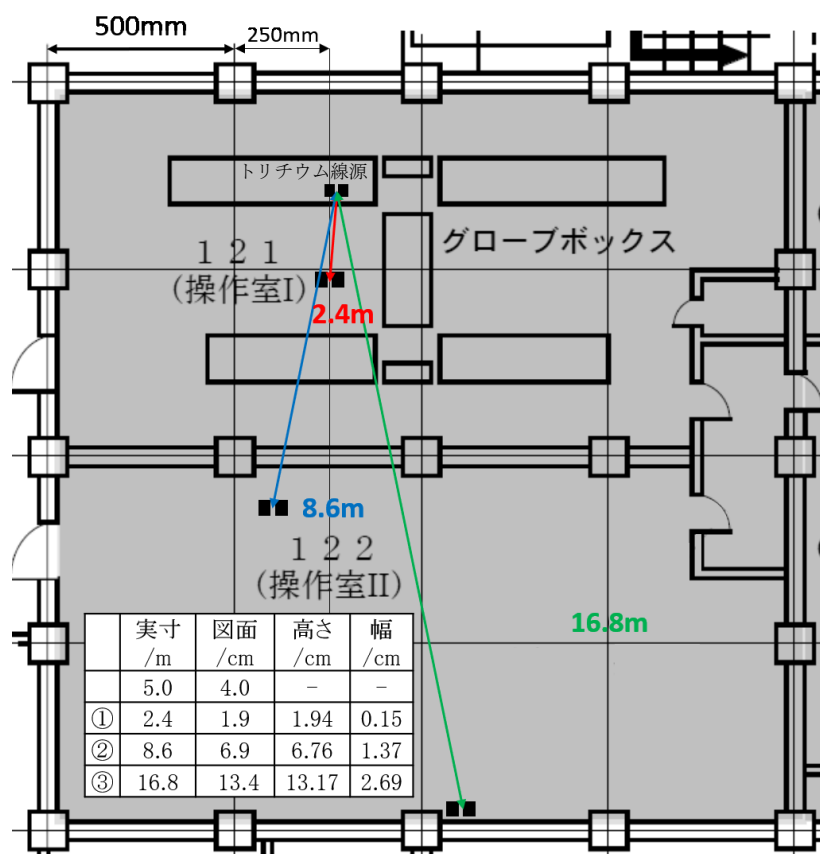 500mm
250mm
トリチウム線源
グローブボックス
１２１
(操作室I)
2.4m
8.6m
１２２
(操作室II)
16.8m
実寸 図面 高さ 幅
/m /cm /cm /cm
5.0 4.0 − −
① 2.4 1.9 1.94 0.15
② 8.6 6.9 6.76 1.37
③ 16.8 13.4 13.17 2.69